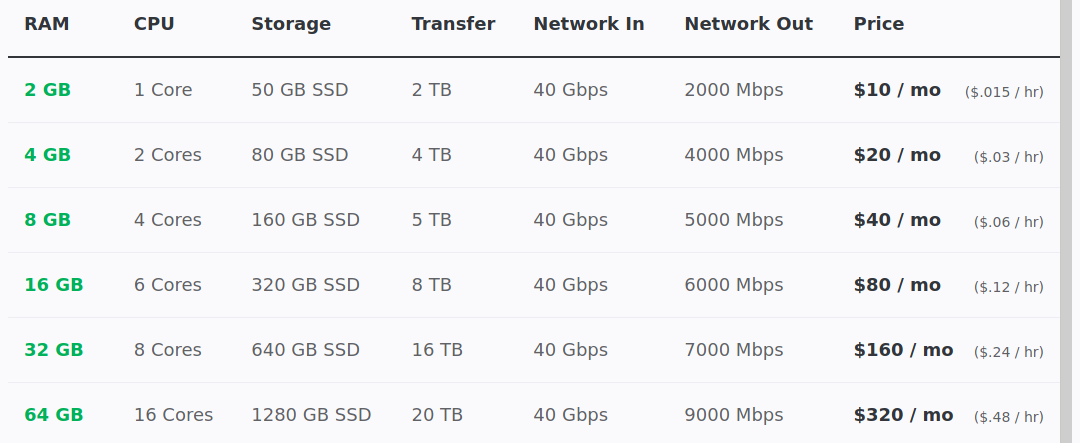 RAM CPU Storage Transfer Network In Network Out Price
2 GB 1 Core 50 GB SSD 2 TB 40 Gbps 2000 Mbps $10 / mo ($.015 / hr)
4 GB 2 Cores 80 GB SSD 4 TB 40 Gbps 4000 Mbps $20 / mo ($.03 / hr)
8 GB 4 Cores 160 GB SSD 5 TB 40 Gbps 5000 Mbps $40 / mo ($.06 / hr)
16 GB 6 Cores 320 GB SSD 8 TB 40 Gbps 6000 Mbps $80 / mo ($.12 / hr)
32 GB 8 Cores 640 GB SSD 16 TB 40 Gbps 7000 Mbps $160 / mo ($.24 / hr)
64 GB 16 Cores 1280 GB SSD 20 TB 40 Gbps 9000 Mbps $320 / mo ($.48 / hr)